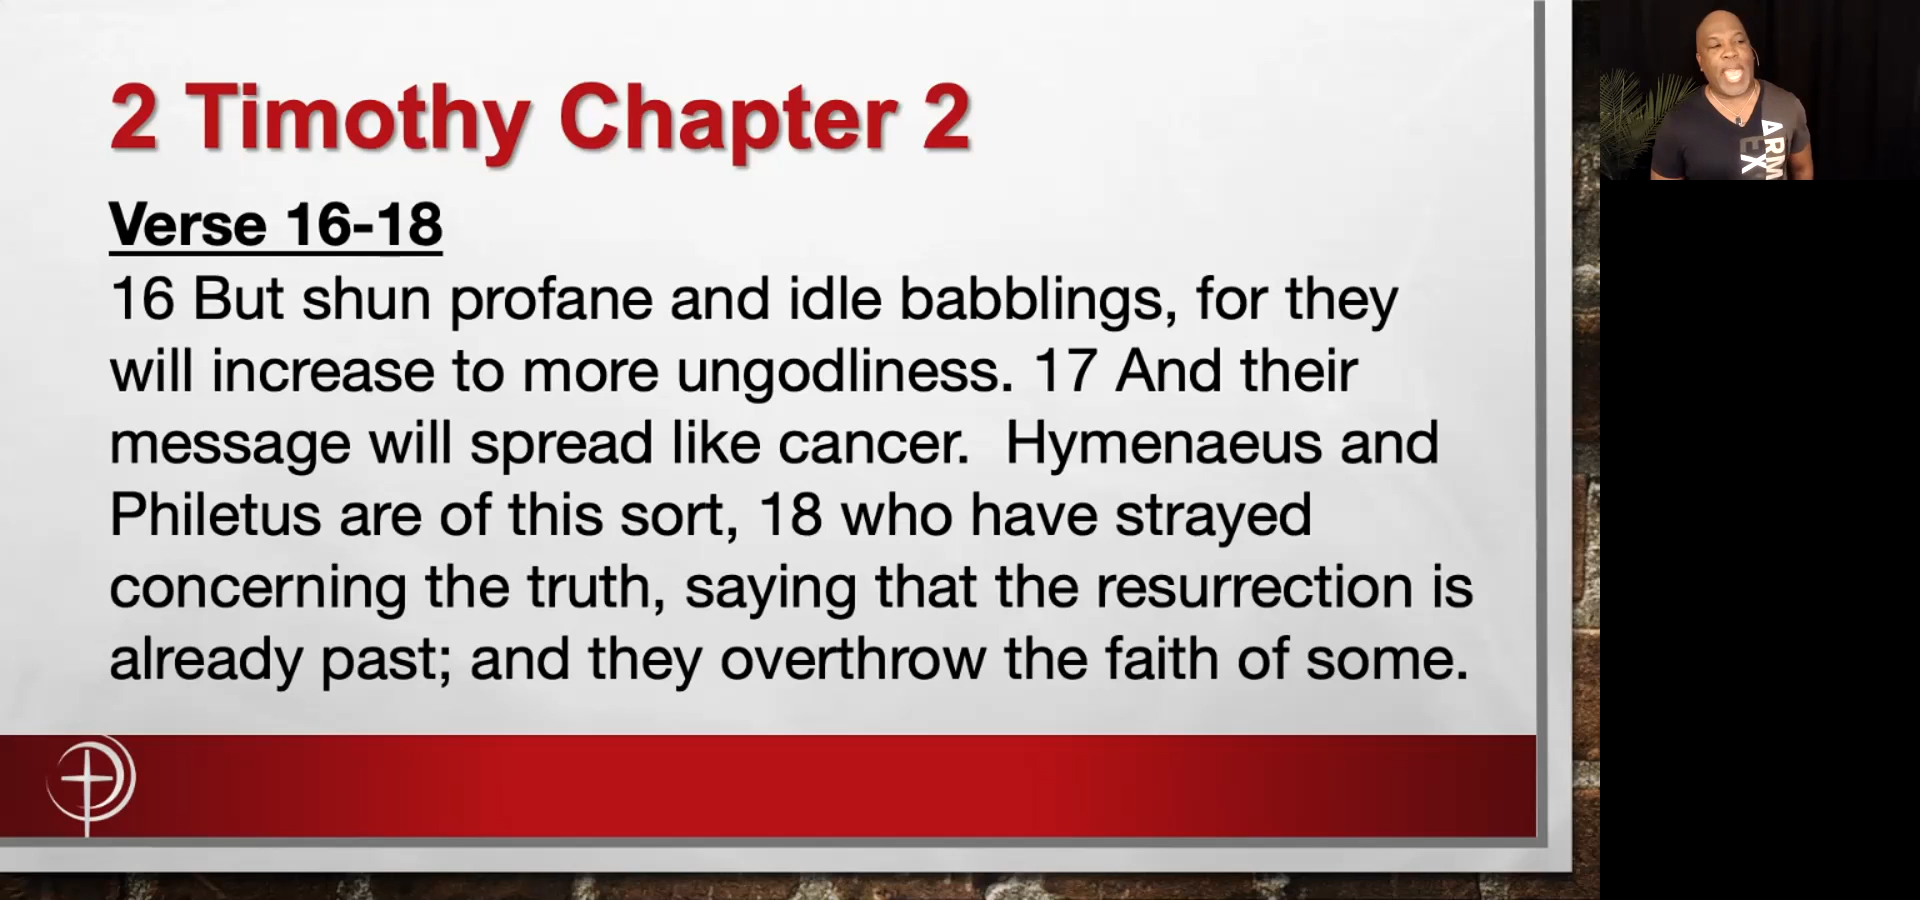 2 Timothy Chapter 2
Verse 16-18
16 But shun profane and idle babblings, for they
will increase to more ungodliness. 17 And their
message will spread like cancer.  Hymenaeus and
Philetus are of this sort, 18 who have strayed
concerning the truth, saying that the resurrection is
already past; and they overthrow the faith of some.